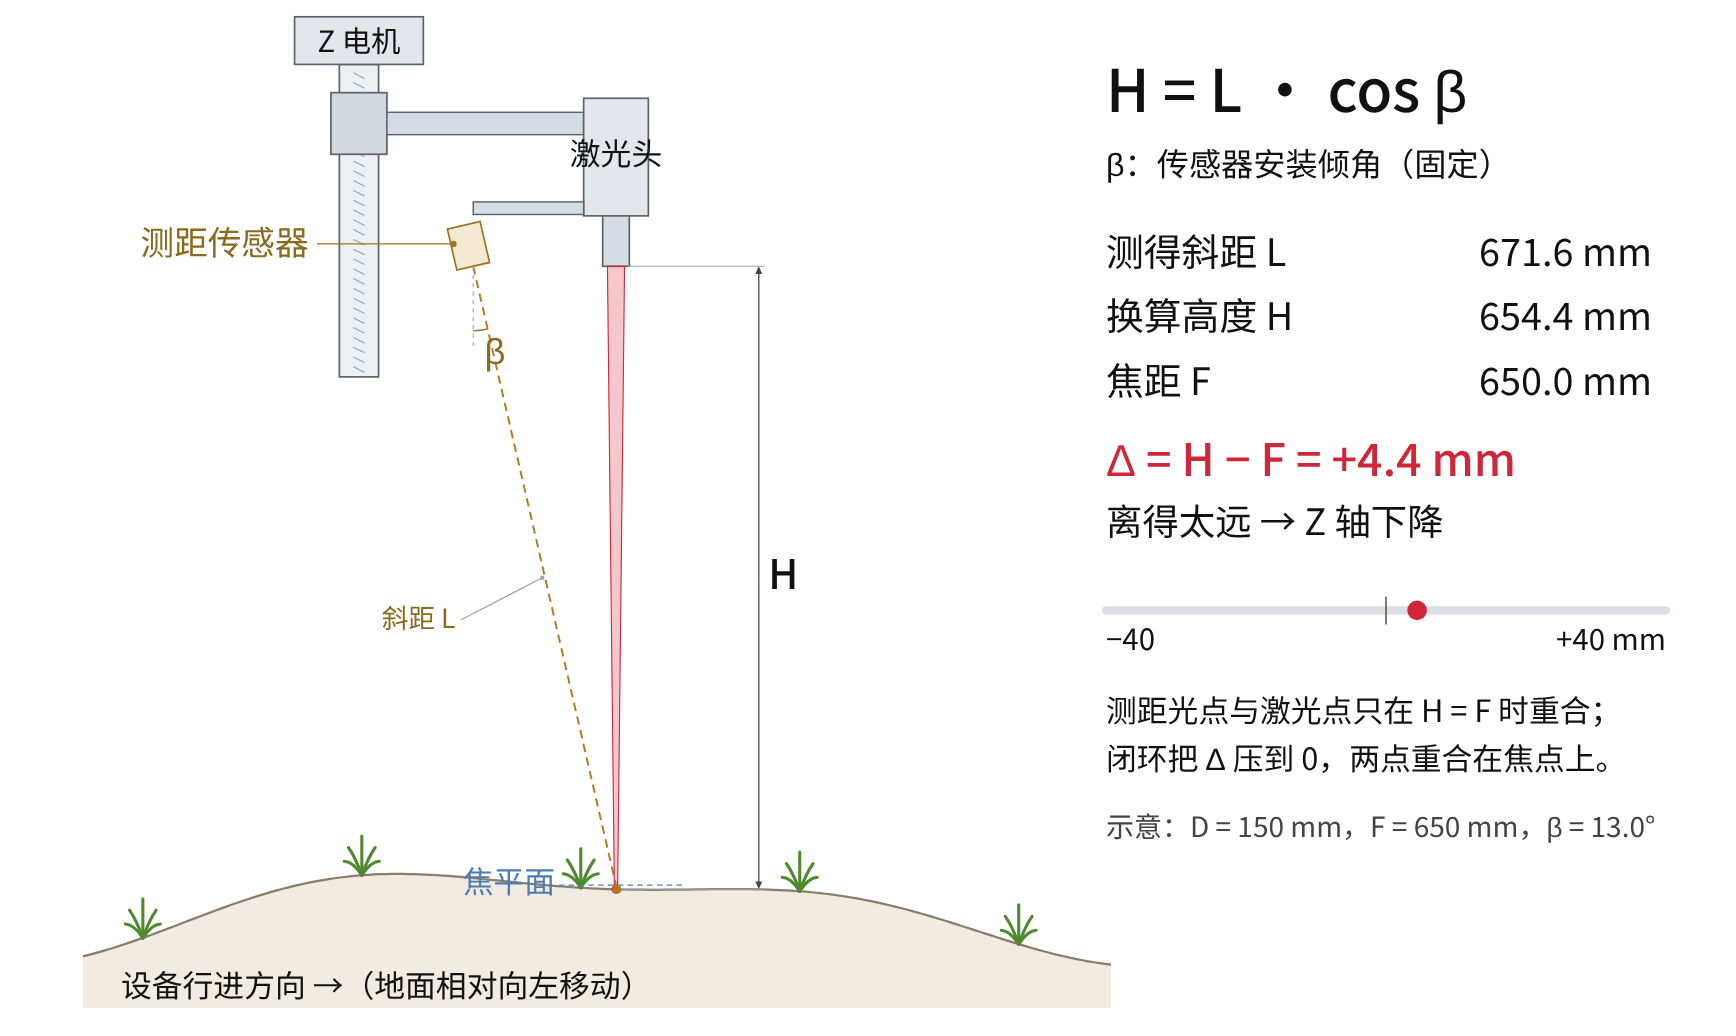 Z 电机
激光头
测距传感器
β
斜距 L
H
焦平面
设备行进方向 →（地面相对向左移动）
H = L · cos β
β：传感器安装倾角（固定）
测得斜距 L 671.6 mm
换算高度 H 654.4 mm
焦距 F 650.0 mm
Δ = H − F = +4.4 mm
离得太远 → Z 轴下降
−40 +40 mm
测距光点与激光点只在 H = F 时重合；
闭环把 Δ 压到 0，两点重合在焦点上。
示意：D = 150 mm，F = 650 mm，β = 13.0°